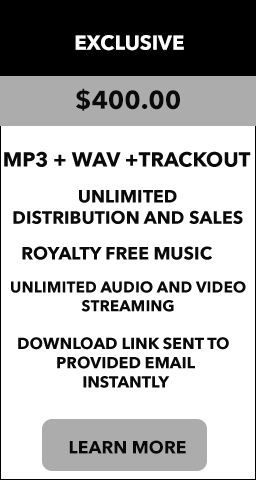 EXCLUSIVE
$400.00
MP3 + WAV +TRACKOUT
UNLIMITED
DISTRIBUTION AND SALES
ROYALTY FREE MUSIC
UNLIMITED AUDIO AND VIDEO
STREAMING
DOWNLOAD LINK SENT TO
PROVIDED EMAIL
INSTANTLY
LEARN MORE